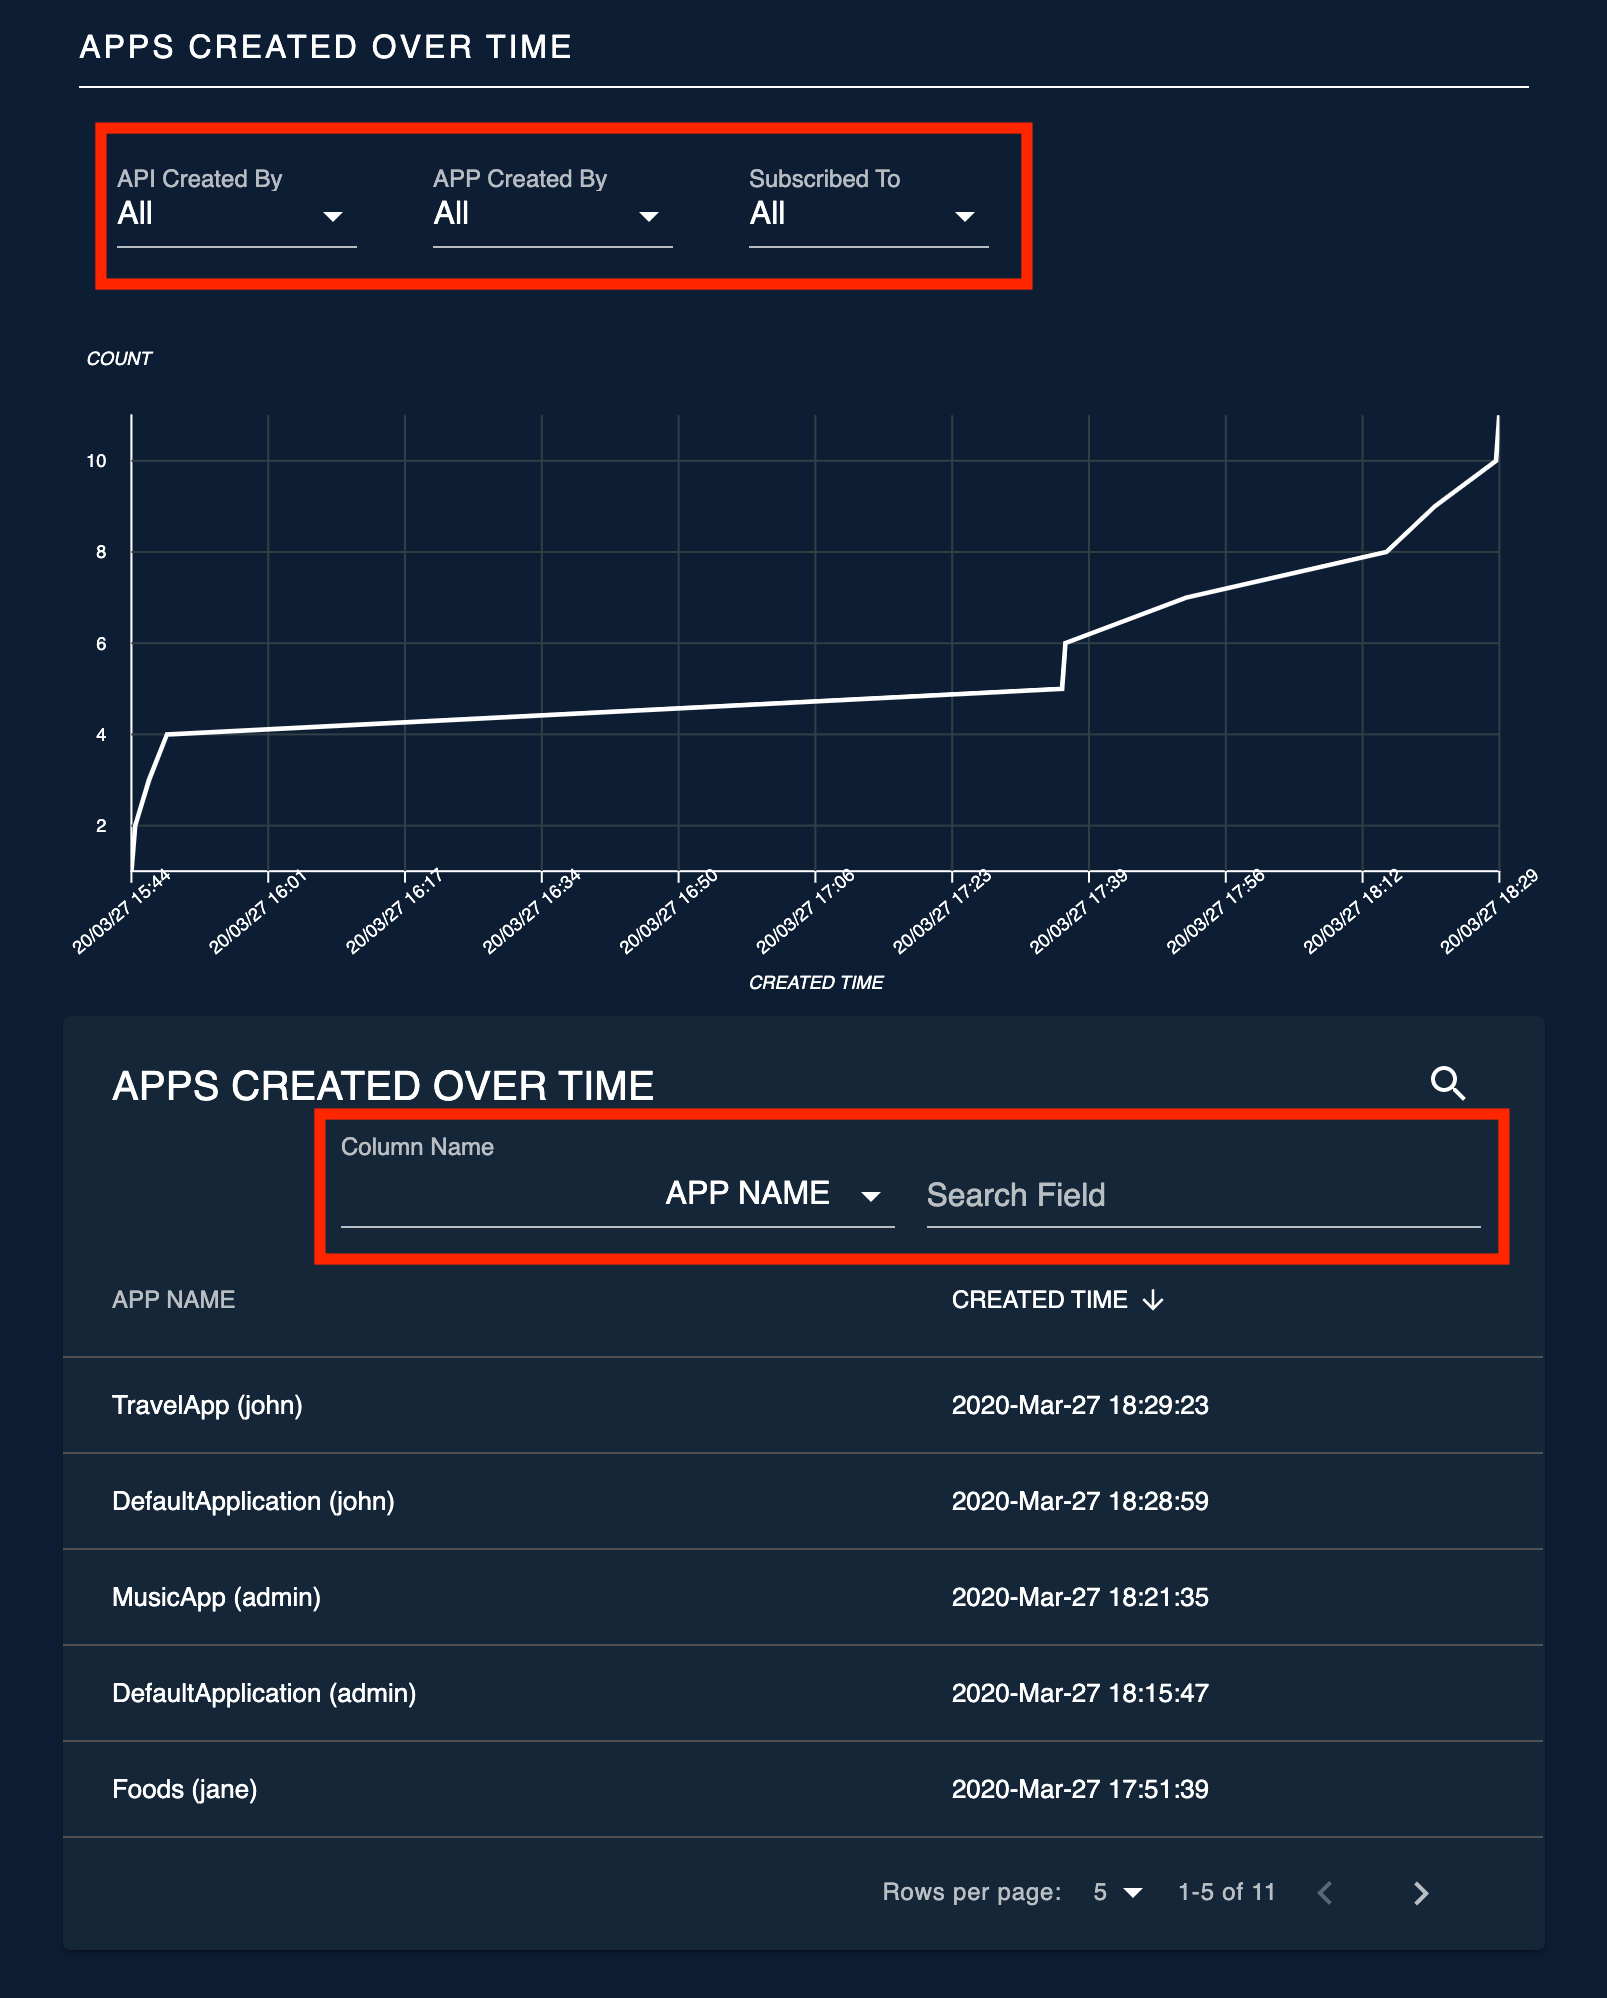 APPS CREATED OVER TIME
API Created By APP Created By Subscribed To
All All All
COUNT
10
8
6
4
2
20/03/27 15:44 20/03/27 16:01 20/03/27 16:17 20/03/27 16:34 20/03/27 16:50 20/03/27 17:06 20/03/27 17:23 20/03/27 17:39 20/03/27 17:56 20/03/27 18:12 20/03/27 18:29
CREATED TIME
APPS CREATED OVER TIME
Column Name
APP NAME Search Field
APP NAME CREATED TIME
TravelApp (john) 2020-Mar-27 18:29:23
DefaultApplication (john) 2020-Mar-27 18:28:59
MusicApp (admin) 2020-Mar-27 18:21:35
DefaultApplication (admin) 2020-Mar-27 18:15:47
Foods (jane) 2020-Mar-27 17:51:39
Rows per page: 5 1-5 of 11